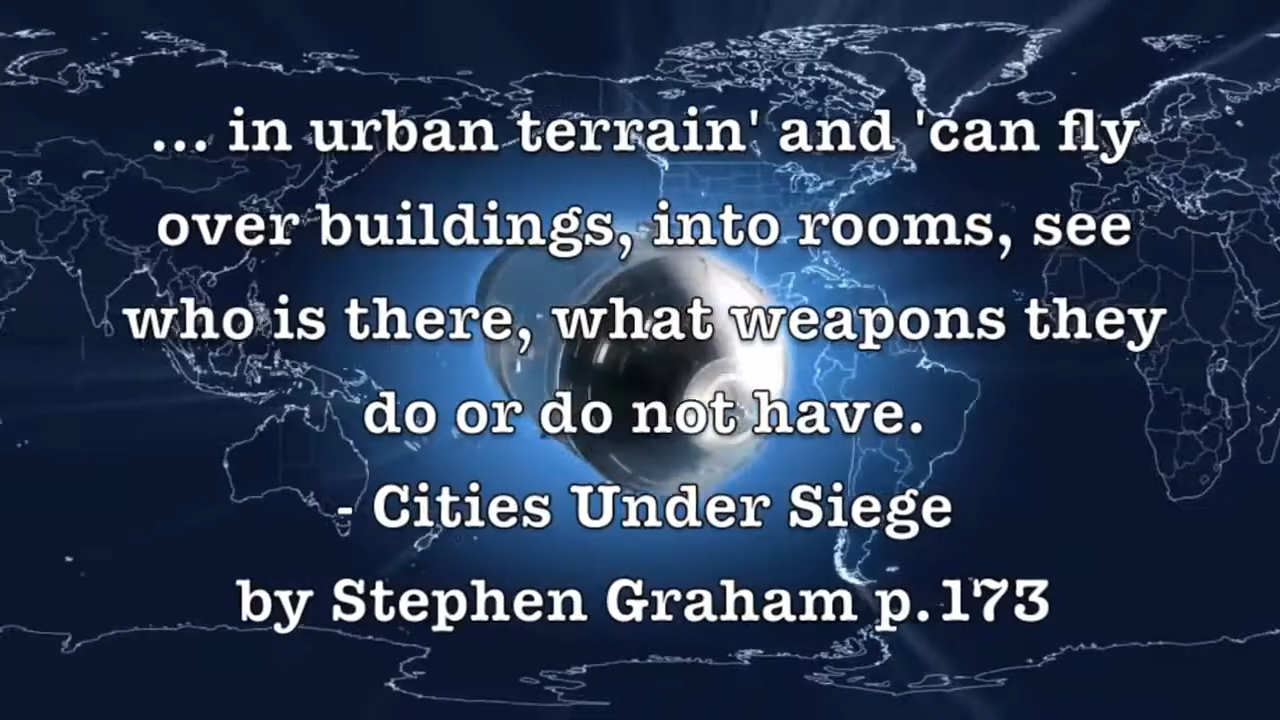 ... in urban terrain' and 'can fly
over buildings, into rooms, see
who is there, what weapons they
do or do not have.
- Cities Under Siege
by Stephen Graham p.173